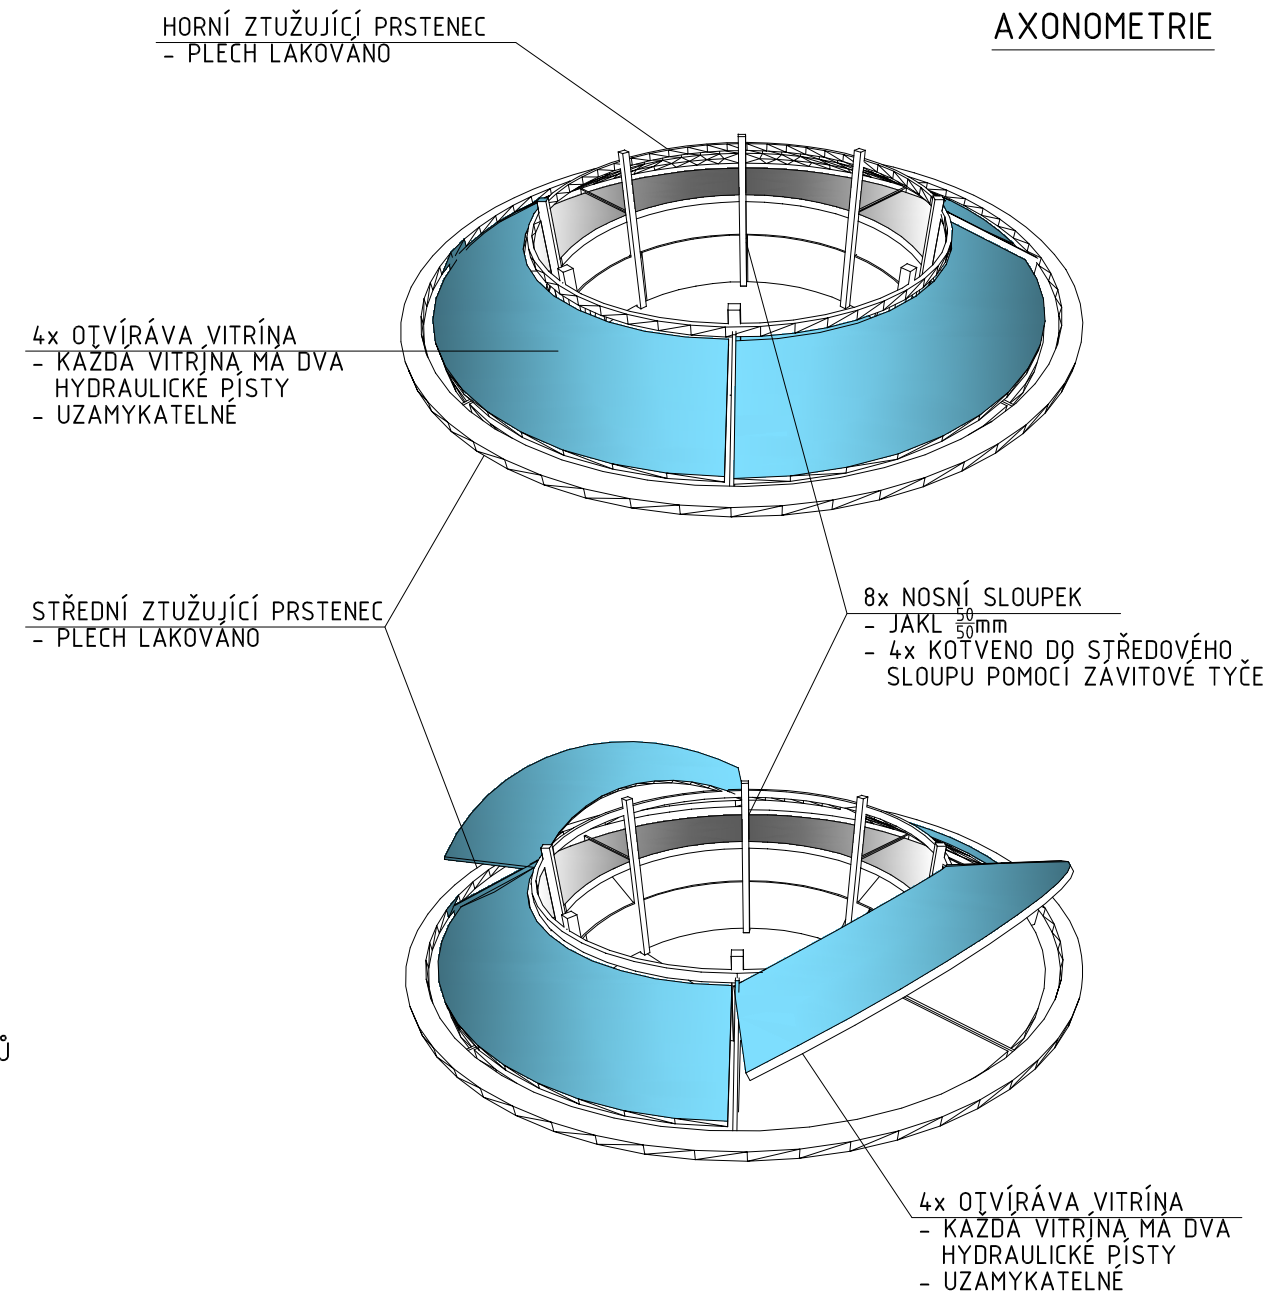 HORNÍ ZTUŽUJÍCÍ PRSTENEC
- PLECH LAKOVÁNO
AXONOMETRIE
4x OTVÍRÁVA VITRÍNA
- KAŽDÁ VITRÍNA MÁ DVA
HYDRAULICKÉ PÍSTY
- UZAMYKATELNÉ
STŘEDNÍ ZTUŽUJÍCÍ PRSTENEC
- PLECH LAKOVÁNO
8x NOSNÍ SLOUPEK
- JAKL 50/50mm
- 4x KOTVENO DO STŘEDOVÉHO
SLOUPU POMOCÍ ZÁVITOVÉ TYČE
Ů
4x OTVÍRÁVA VITRÍNA
- KAŽDÁ VITRÍNA MÁ DVA
HYDRAULICKÉ PÍSTY
- UZAMYKATELNÉ